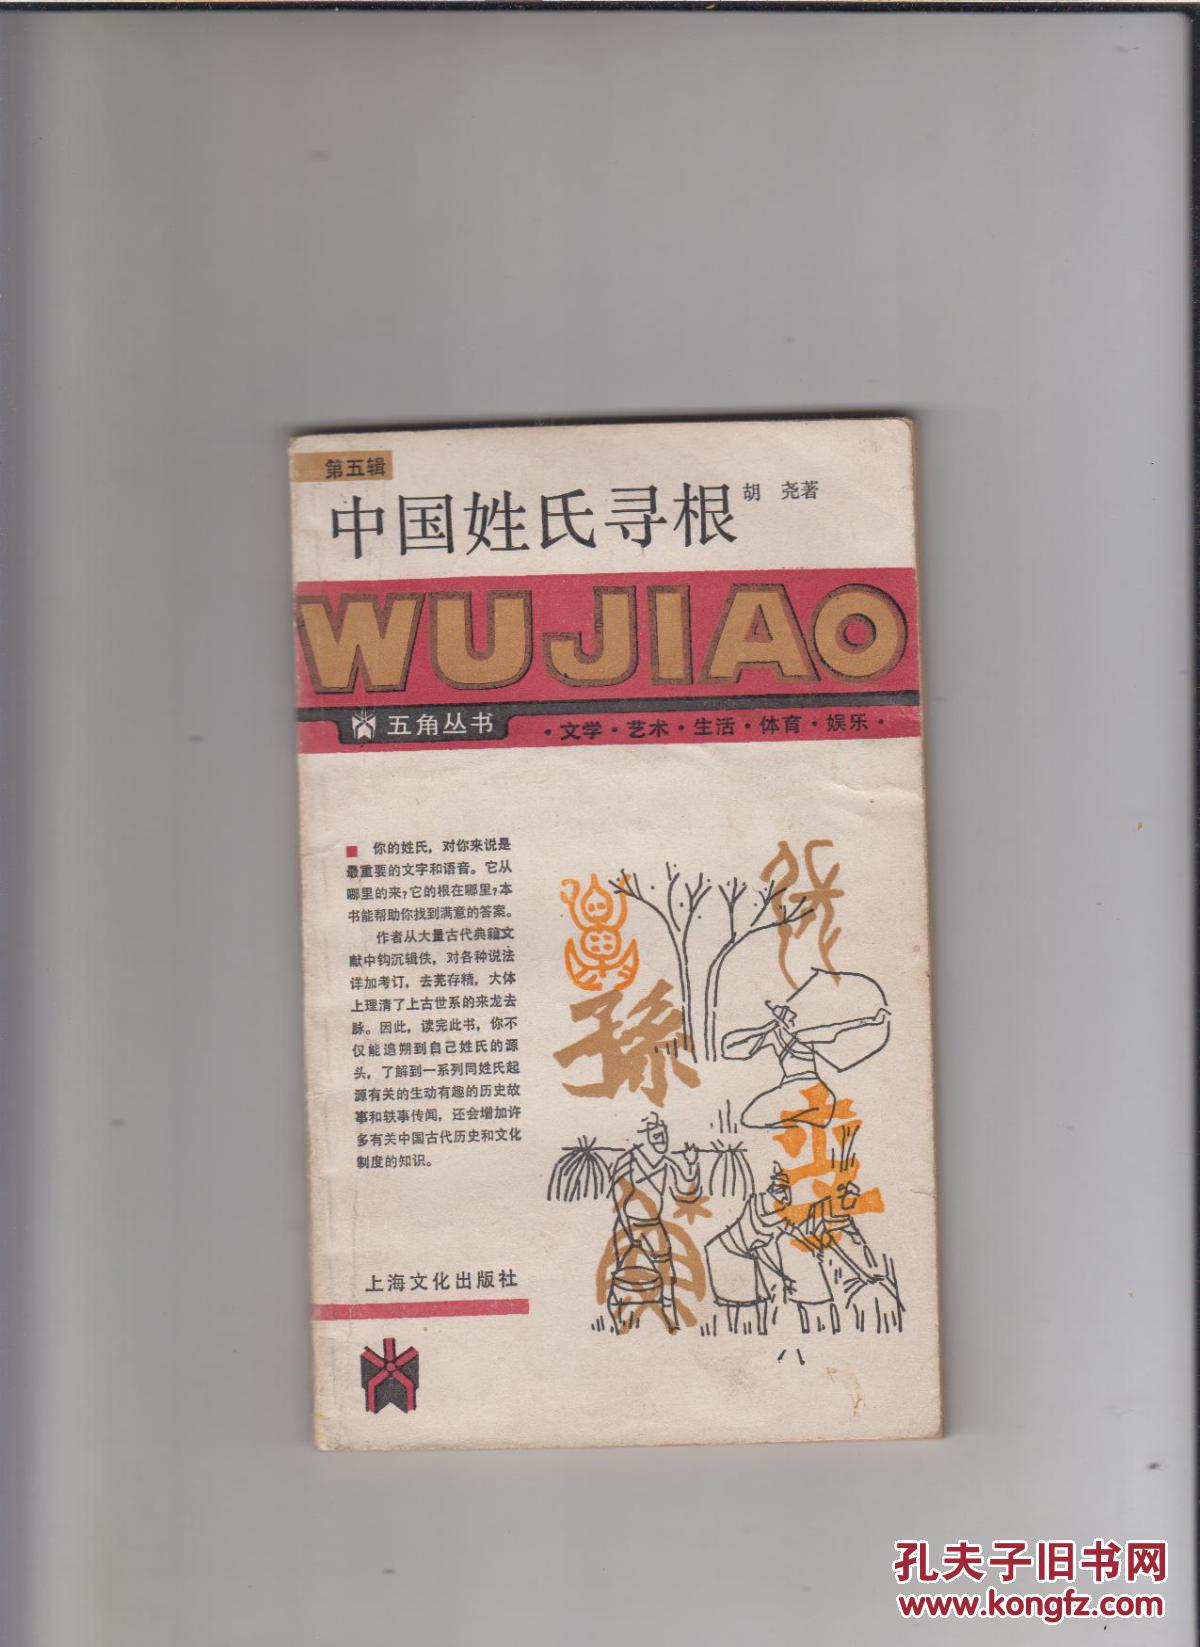 第五辑
中国姓氏寻根 胡 尧著
WUJIAO
五角丛书 ·文学·艺术·生活·体育·娱乐·
■ 你的姓氏，对你来说是
最重要的文字和语音。它从
哪里的来？它的根在哪里？本
书能帮助你找到满意的答案。
作者从大量古代典籍文
献中钩沉辑佚，对各种说法
详加考订，去芜存精，大体
上理清了上古世系的来龙去
脉。因此，读完此书，你不
仅能追朔到自己姓氏的源
头，了解到一系列同姓氏起
源有关的生动有趣的历史故
事和轶事传闻，还会增加许
多有关中国古代历史和文化
制度的知识。
孫
上海文化出版社
孔夫子旧书网
www.kongfz.com